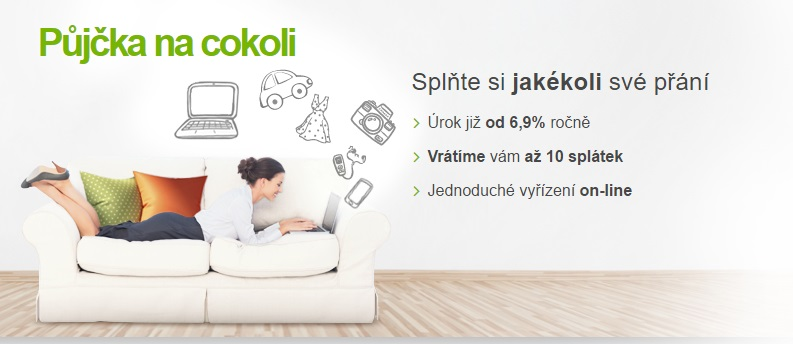 Půjčka na cokoli
Splňte si jakékoli své přání
Úrok již od 6,9% ročně
Vrátíme vám až 10 splátek
Jednoduché vyřízení on-line